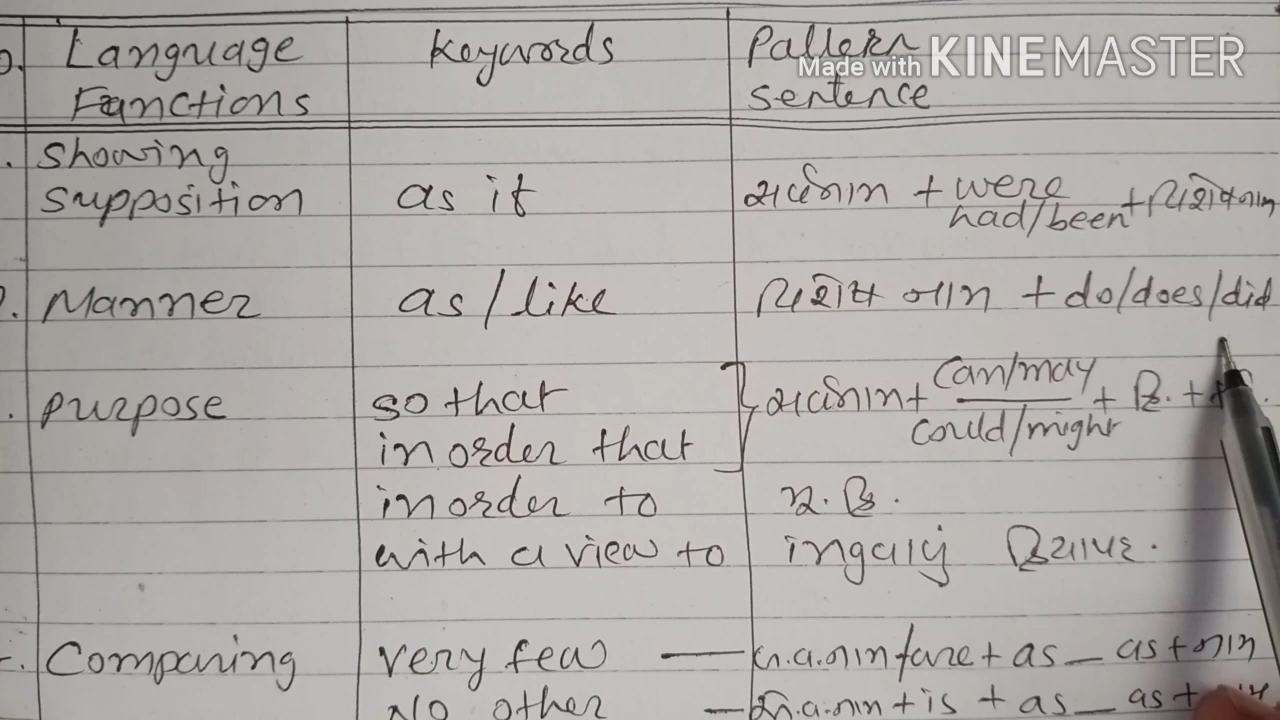 Language Keywords Pattern
Made with KINEMASTER
Functions sentence
Showing
supposition as if સર્વનામ + were
had/been + વિશેષનામ
Manner as/like વિશેષ નામ + do/does/did
purpose so that સર્વનામ + can/may + ક્રિ. +
in order that could/might
in order to મૂ. ક્રિ.
with a view to ingવાળું ક્રિયાપદ.
Comparing very few — બ.વ.નામ/are + as _ as + નામ
No other — એ.વ.નામ + is + as _ as +